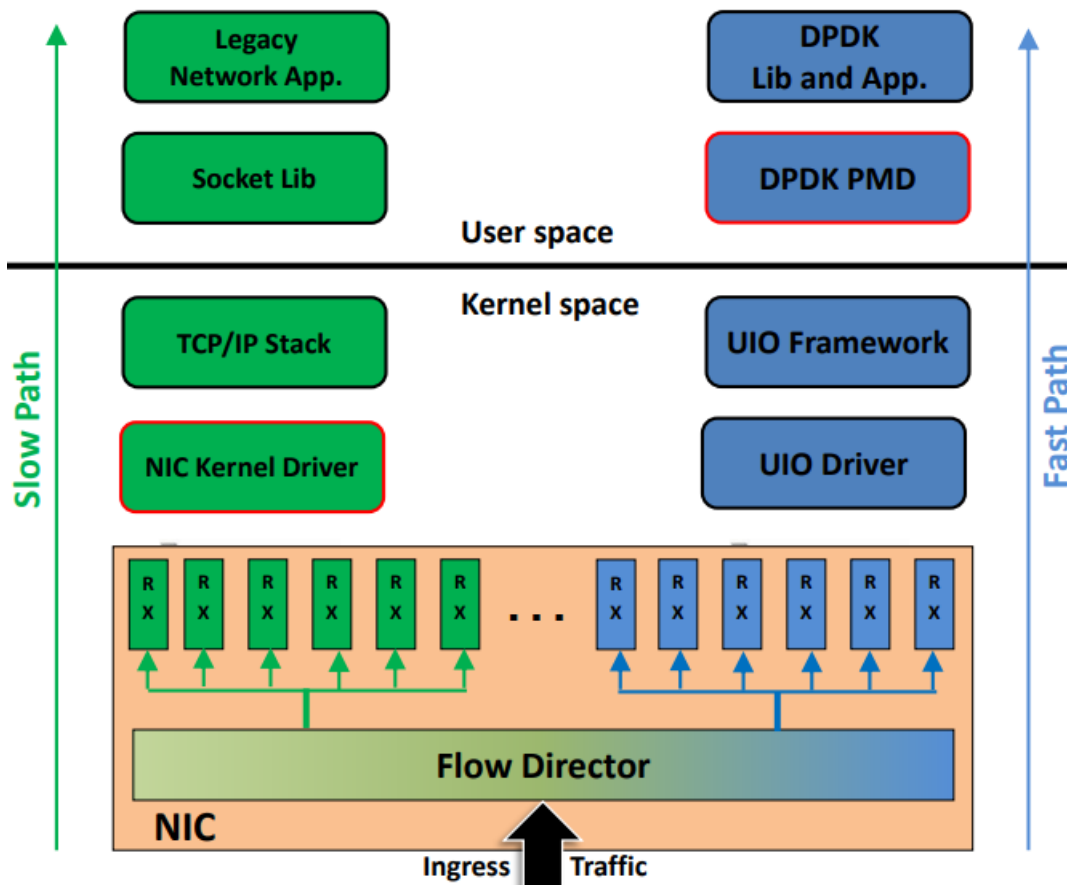 Legacy
Network App.
DPDK
Lib and App.
Socket Lib
DPDK PMD
User space
Kernel space
TCP/IP Stack
UIO Framework
NIC Kernel Driver
UIO Driver
Slow Path
Fast Path
R
X
R
X
R
X
R
X
R
X
R
X
. . .
R
X
R
X
R
X
R
X
R
X
R
X
Flow Director
NIC
Ingress Traffic